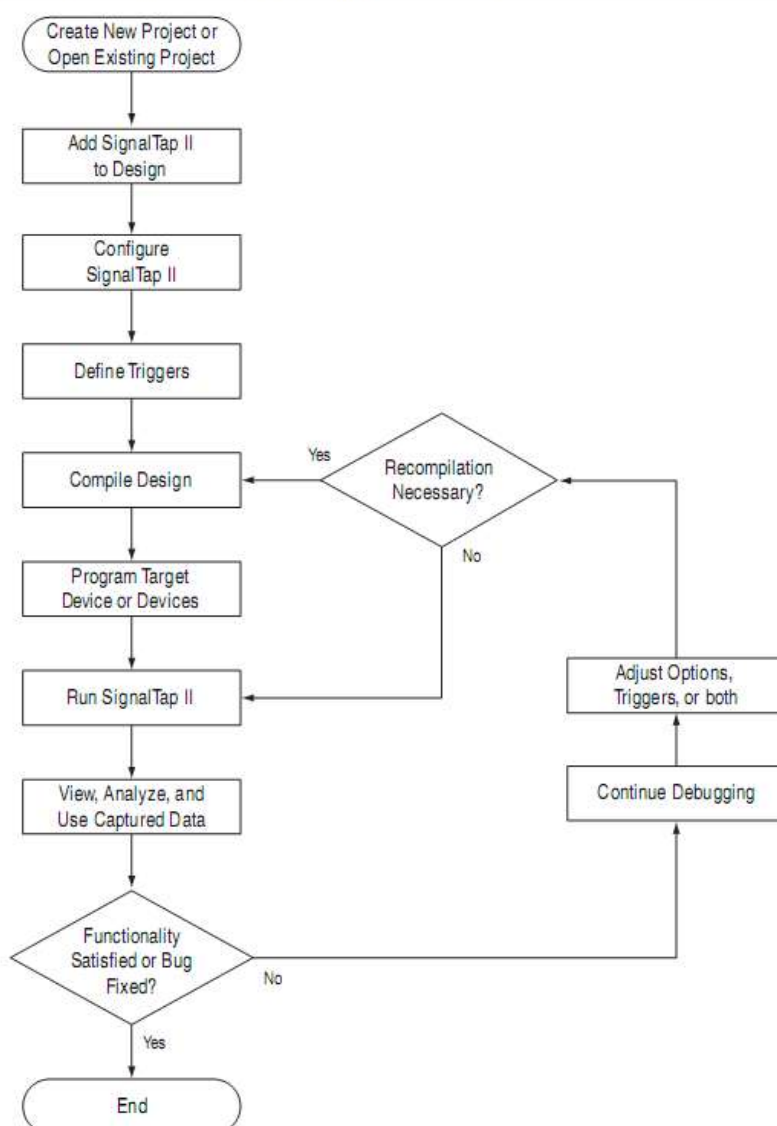 Create New Project or
Open Existing Project
Add SignalTap II
to Design
Configure
SignalTap II
Define Triggers
Compile Design
Yes
Recompilation
Necessary?
No
Program Target
Device or Devices
Run SignalTap II
Adjust Options,
Triggers, or both
View, Analyze, and
Use Captured Data
Continue Debugging
Functionality
Satisfied or Bug
Fixed?
No
Yes
End